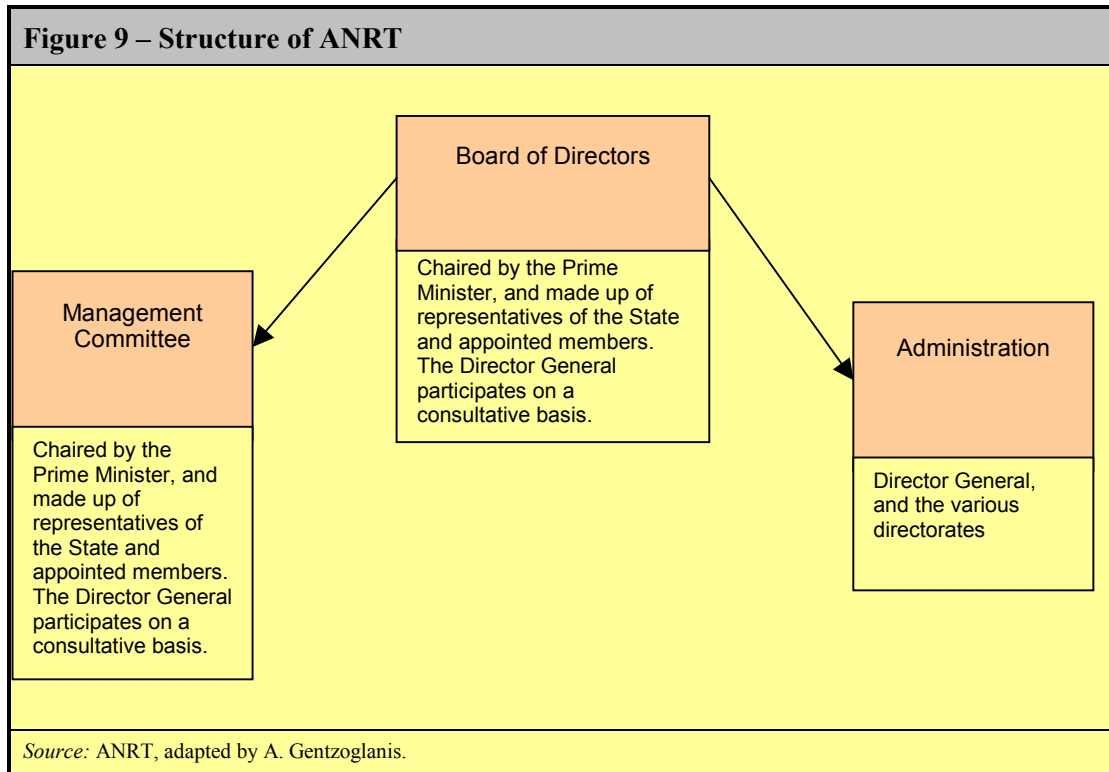 Figure 9 – Structure of ANRT
Board of Directors
Chaired by the Prime
Minister, and made up of
representatives of the State
and appointed members.
The Director General
participates on a
consultative basis.
Management
Committee
Chaired by the
Prime Minister, and
made up of
representatives of
the State and
appointed members.
The Director General
participates on a
consultative basis.
Administration
Director General,
and the various
directorates
Source: ANRT, adapted by A. Gentzoglanis.